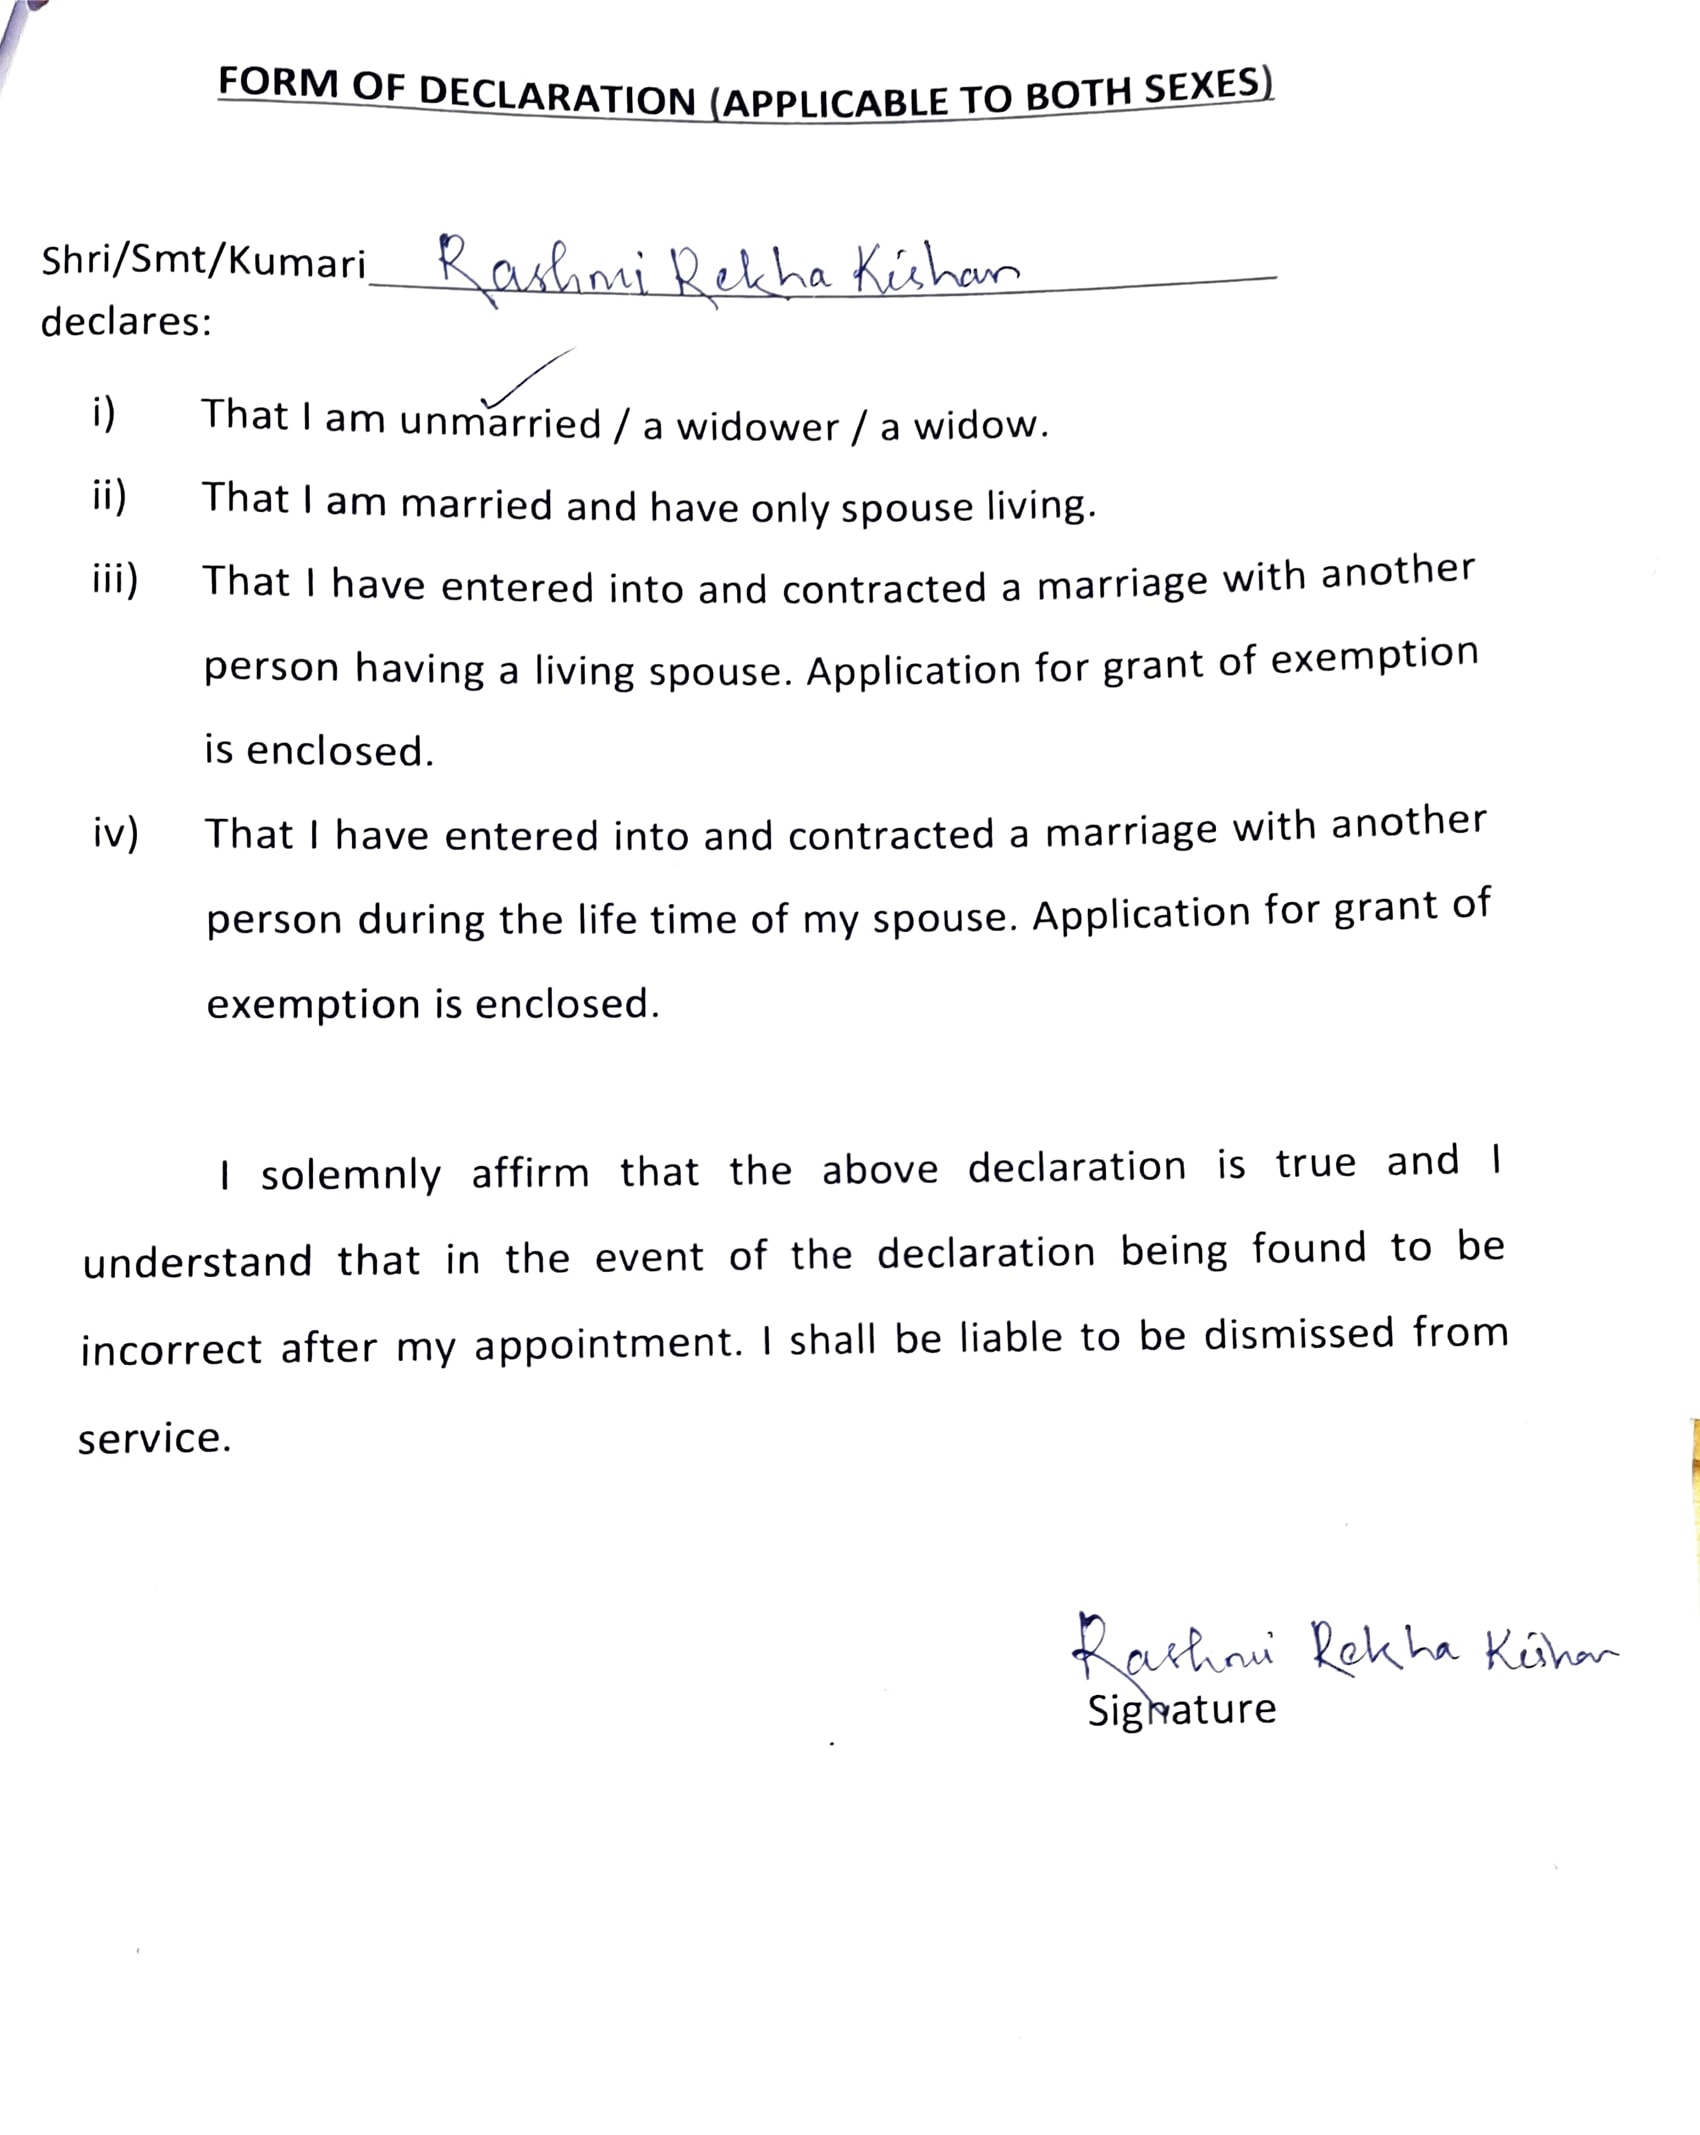 FORM OF DECLARATION (APPLICABLE TO BOTH SEXES)
Shri/Smt/Kumari Rashmi Rekha Kishan
declares:
i) That I am unmarried / a widower / a widow.
ii) That I am married and have only spouse living.
iii) That I have entered into and contracted a marriage with another
person having a living spouse. Application for grant of exemption
is enclosed.
iv) That I have entered into and contracted a marriage with another
person during the life time of my spouse. Application for grant of
exemption is enclosed.
I solemnly affirm that the above declaration is true and I
understand that in the event of the declaration being found to be
incorrect after my appointment. I shall be liable to be dismissed from
service.
Rashmi Rekha Kishan
Signature